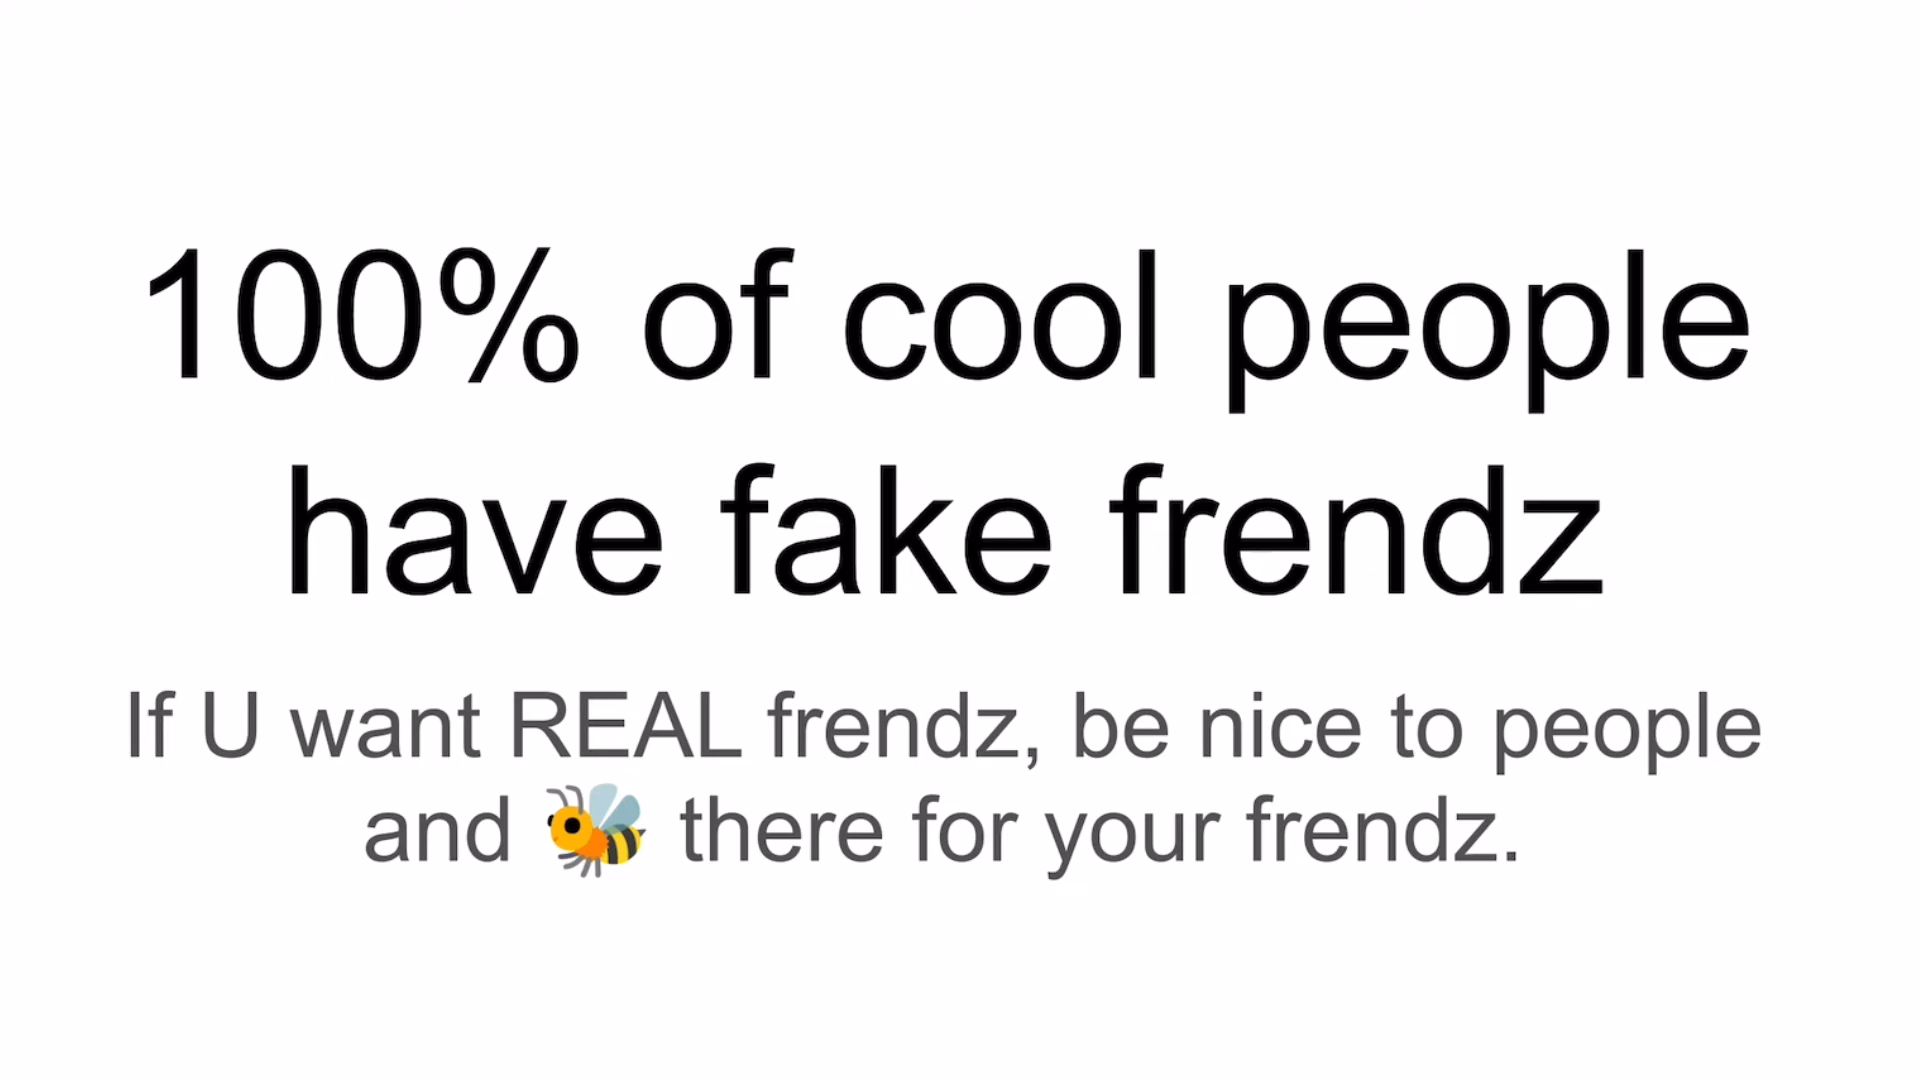 100% of cool people
have fake frendz
If U want REAL frendz, be nice to people
and 🐝 there for your frendz.